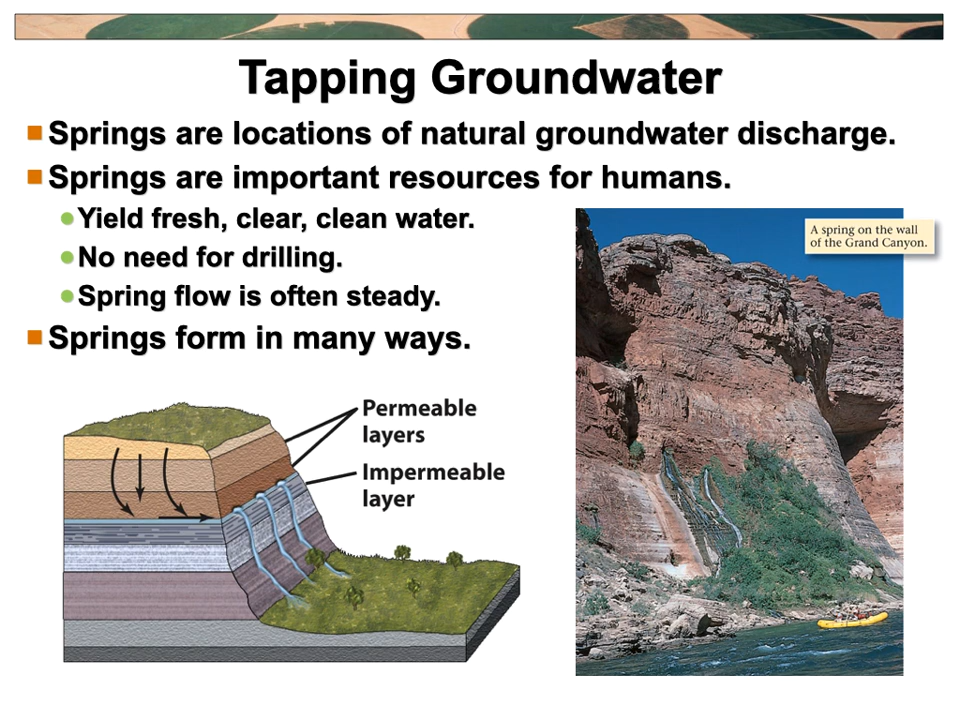 Tapping Groundwater
Springs are locations of natural groundwater discharge.
Springs are important resources for humans.
Yield fresh, clear, clean water.
No need for drilling.
Spring flow is often steady.
Springs form in many ways.
A spring on the wall
of the Grand Canyon.
Permeable
layers
Impermeable
layer